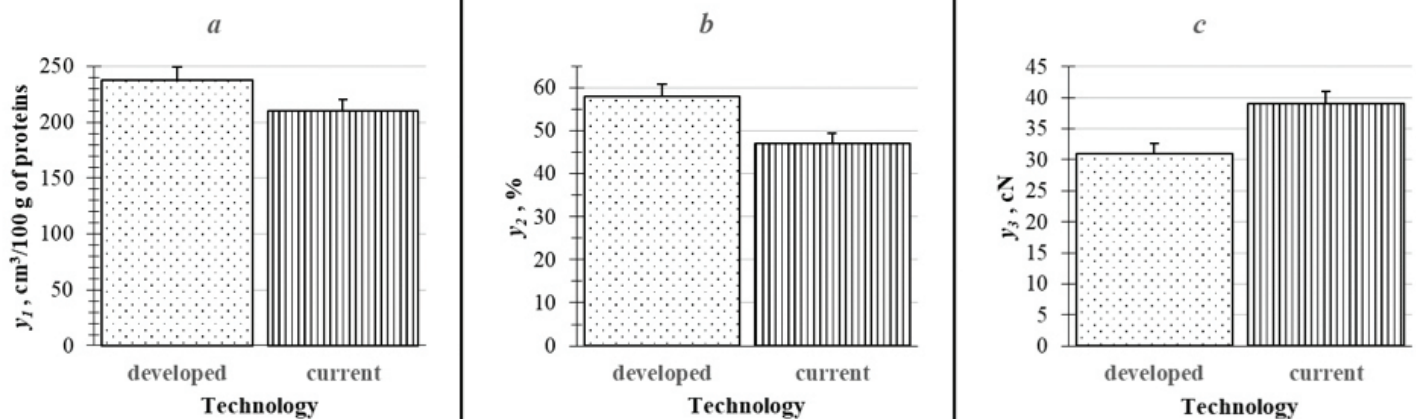 a
y₁ , cm³/100 g of proteins
250
200
150
100
50
0
developed current
Technology
b
y₂ , %
60
50
40
30
20
10
0
developed current
Technology
c
y₃ , cN
45
40
35
30
25
20
15
10
5
0
developed current
Technology